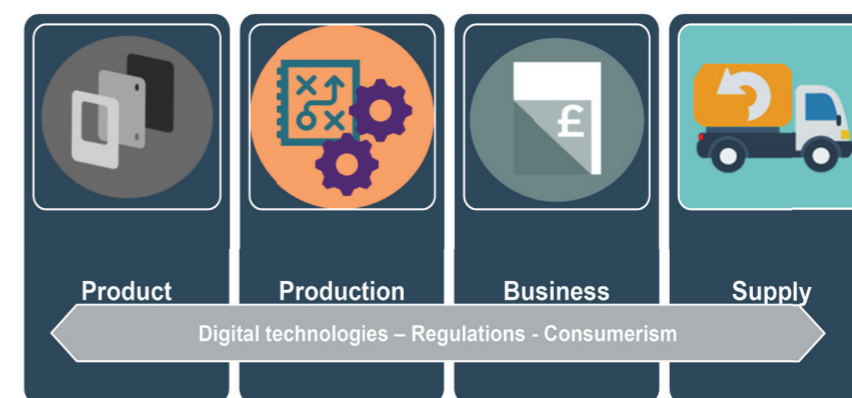 £
Product
Production
Business
Supply
Digital technologies – Regulations - Consumerism